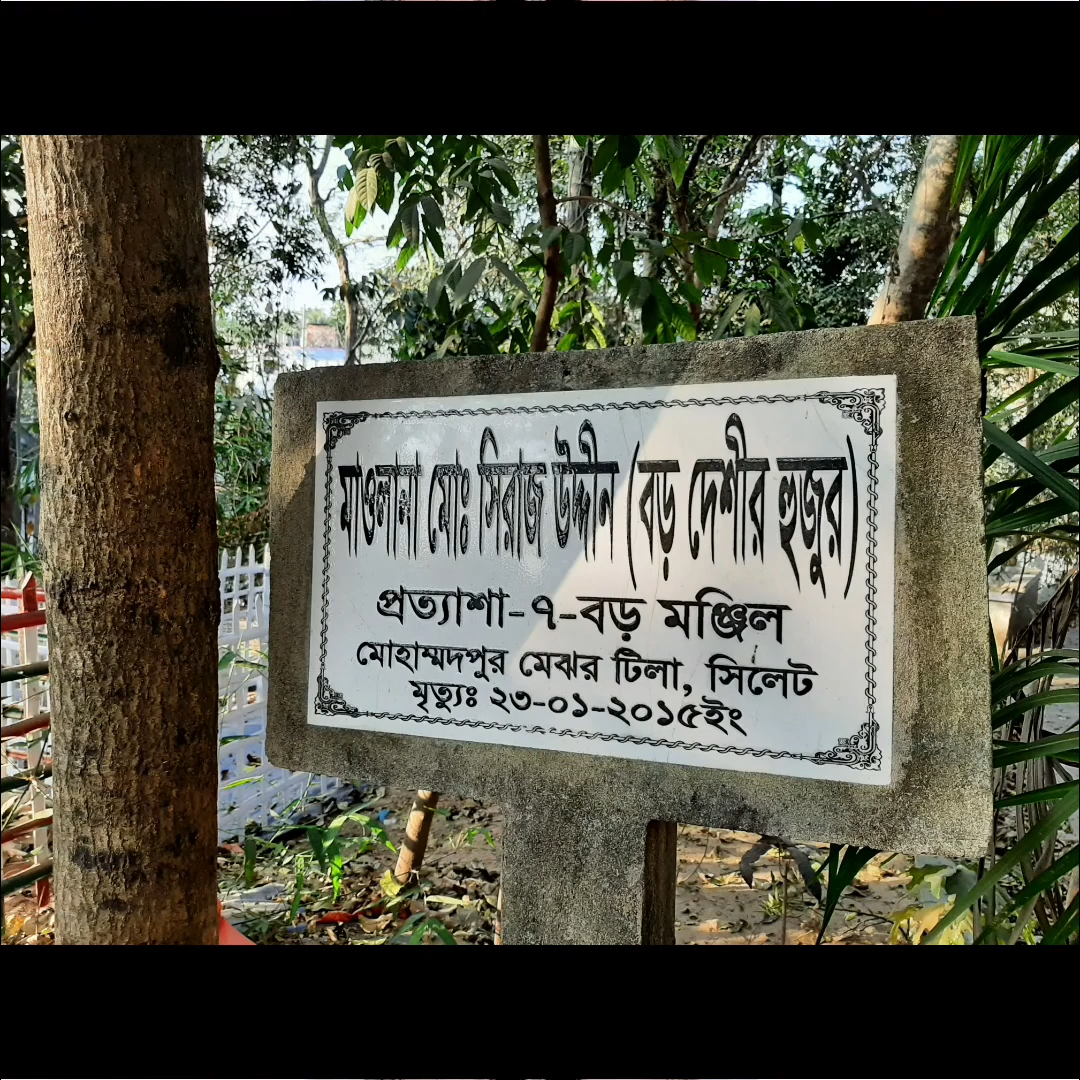 মাওলানা মোঃ সিরাজ উদ্দীন (বড় দেশীর হুজুর)
প্রত্যাশা-৭-বড় মঞ্জিল
মোহাম্মদপুর মেঝর টিলা, সিলেট
মৃত্যুঃ ২৩-০১-২০১৫ইং